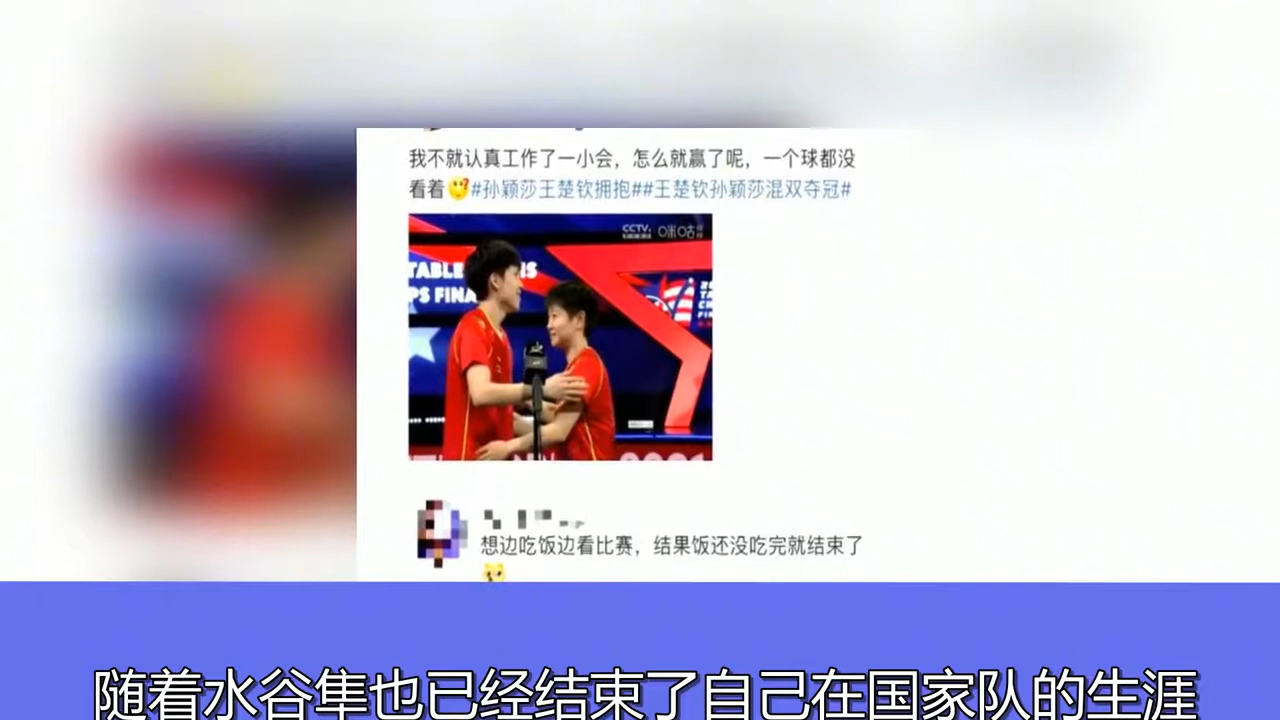 我不就认真工作了一小会，怎么就赢了呢，一个球都没
看着#孙颖莎王楚钦拥抱##王楚钦孙颖莎混双夺冠#
CCTV. 咪咕
TABLE
PS FINA
想边吃饭边看比赛，结果饭还没吃完就结束了
随着水谷隼也已经结束了自己在国家队的生涯